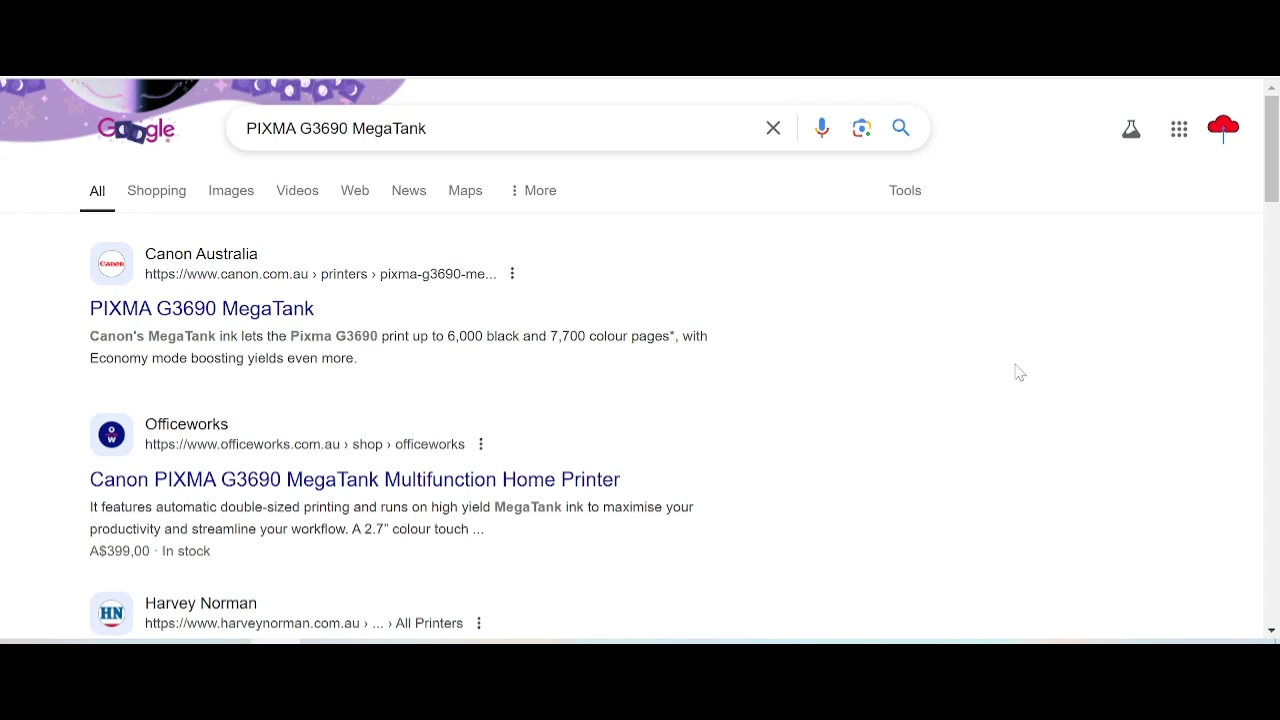 Google
PIXMA G3690 MegaTank
All Shopping Images Videos Web News Maps More Tools
Canon
Canon Australia
https://www.canon.com.au › printers › pixma-g3690-me...
PIXMA G3690 MegaTank
Canon's MegaTank ink lets the Pixma G3690 print up to 6,000 black and 7,700 colour pages*, with
Economy mode boosting yields even more.
OW
Officeworks
https://www.officeworks.com.au › shop › officeworks
Canon PIXMA G3690 MegaTank Multifunction Home Printer
It features automatic double-sized printing and runs on high yield MegaTank ink to maximise your
productivity and streamline your workflow. A 2.7” colour touch ...
A$399,00 · In stock
HN
Harvey Norman
https://www.harveynorman.com.au › ... › All Printers